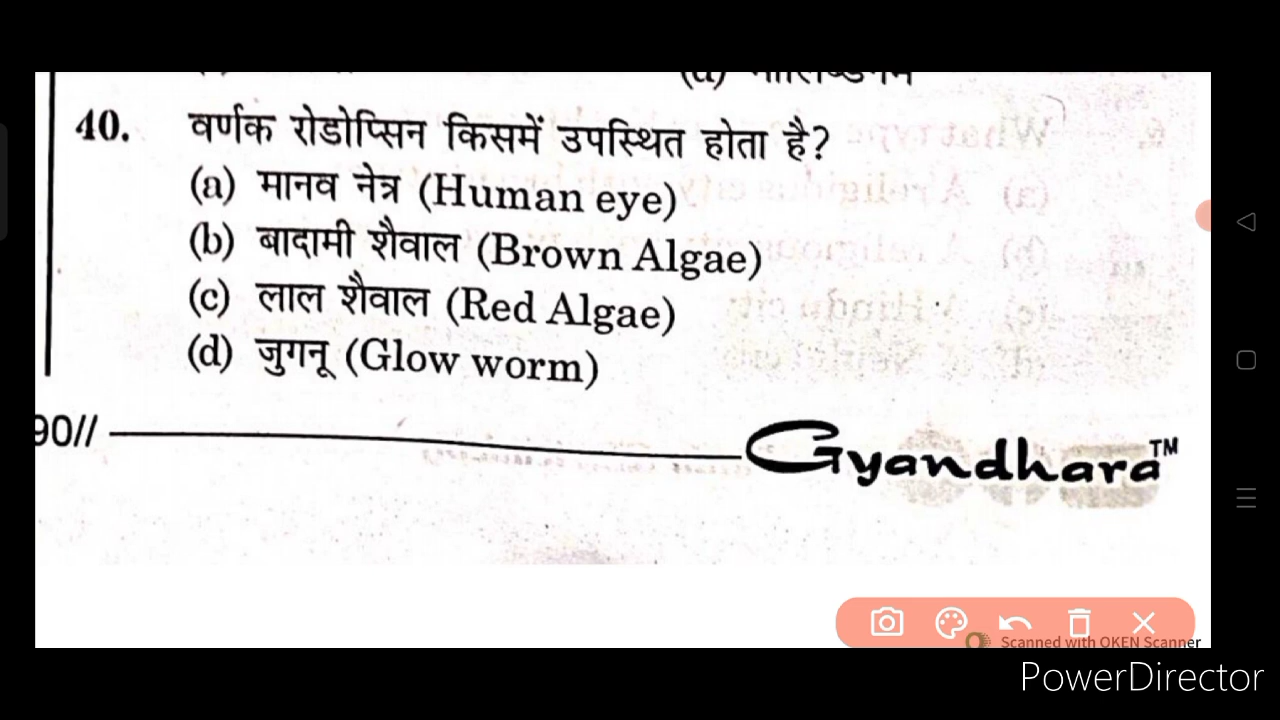 40. वर्णक रोडोप्सिन किसमें उपस्थित होता है?
(a) मानव नेत्र (Human eye)
(b) बादामी शैवाल (Brown Algae)
(c) लाल शैवाल (Red Algae)
(d) जुगनू (Glow worm)
90// Gyandhara™
Scanned with OKEN Scanner
PowerDirector